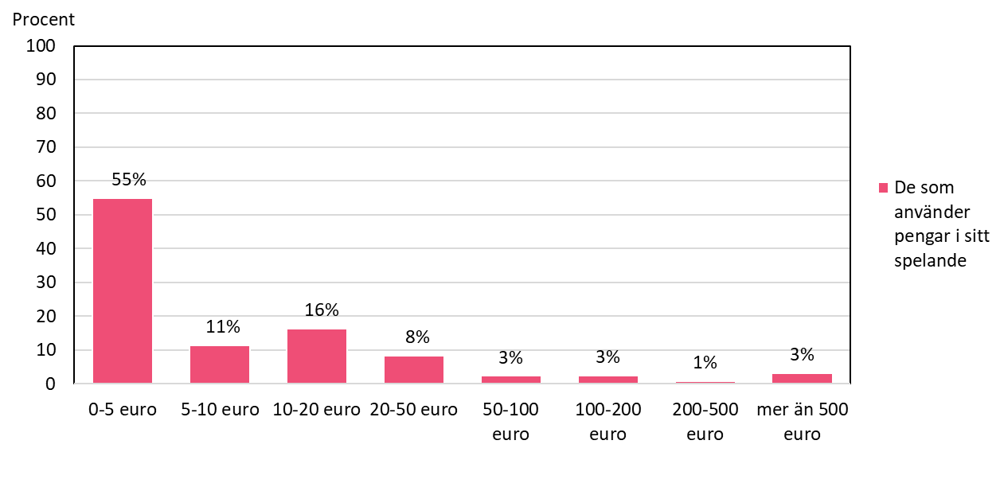 Procent
100
90
80
70
60
50
40
30
20
10
0
55%
11%
16%
8%
3%
3%
1%
3%
0-5 euro
5-10 euro
10-20 euro
20-50 euro
50-100
euro
100-200
euro
200-500
euro
mer än 500
euro
De som
använder
pengar i sitt
spelande